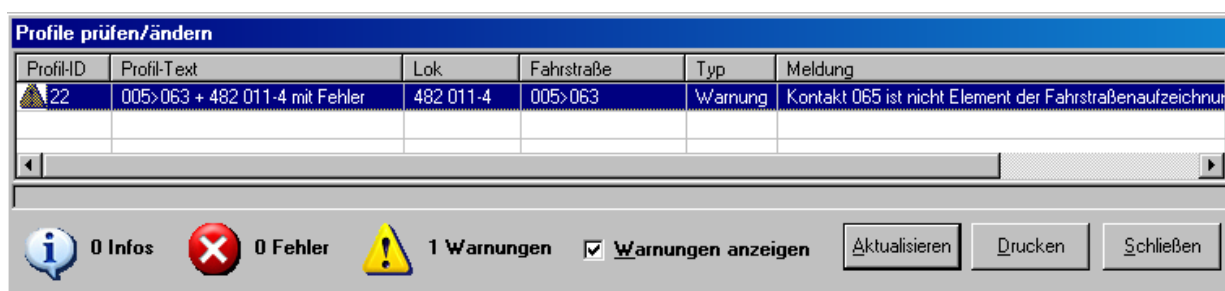 Profile prüfen/ändern
Profil-ID Profil-Text Lok Fahrstraße Typ Meldung
22 005>063 + 482 011-4 mit Fehler 482 011-4 005>063 Warnung Kontakt 065 ist nicht Element der Fahrstraßenaufzeichnur
0 Infos 0 Fehler 1 Warnungen Warnungen anzeigen Aktualisieren Drucken Schließen